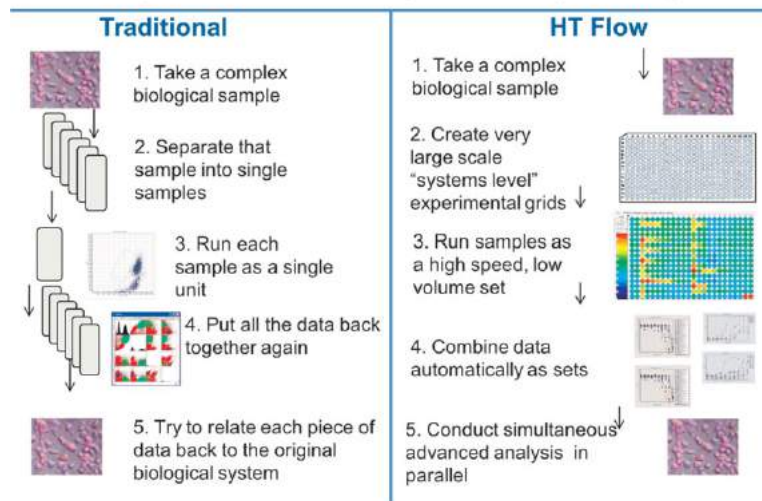 Traditional
1. Take a complex
biological sample
2. Separate that
sample into single
samples
3. Run each
sample as a single
unit
4. Put all the data back
together again
5. Try to relate each piece of
data back to the original
biological system
HT Flow
1. Take a complex
biological sample
2. Create very
large scale
“systems level”
experimental grids
3. Run samples as
a high speed, low
volume set
4. Combine data
automatically as sets
5. Conduct simultaneous
advanced analysis in
parallel